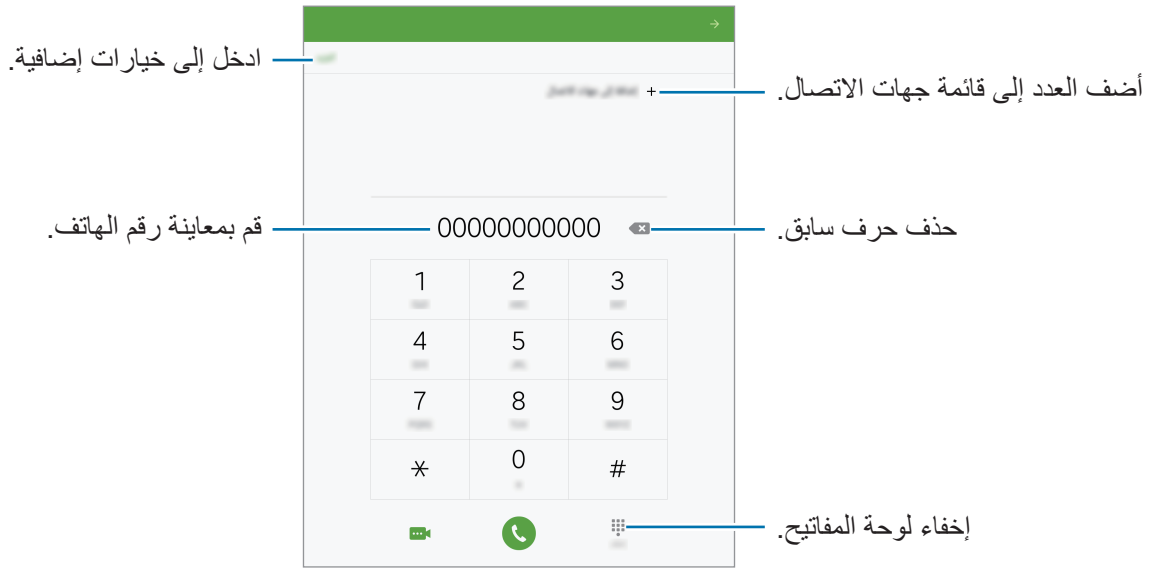 ادخل إلى خيارات إضافية.
أضف العدد إلى قائمة جهات الاتصال.
+
قم بمعاينة رقم الهاتف.
00000000000
حذف حرف سابق.
1 2 3
4 5 6
7 8 9
* 0 #
إخفاء لوحة المفاتيح.